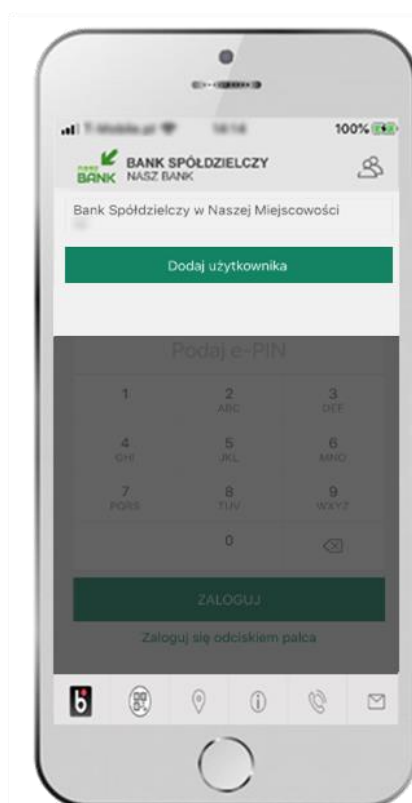 100%
nasz
BANK
BANK SPÓŁDZIELCZY
NASZ BANK
Bank Spółdzielczy w Naszej Miejscowości
Dodaj użytkownika
Podaj e-PIN
1
2
ABC
3
DEF
4
GHI
5
JKL
6
MNO
7
PQRS
8
TUV
9
WXYZ
0
ZALOGUJ
Zaloguj się odciskiem palca